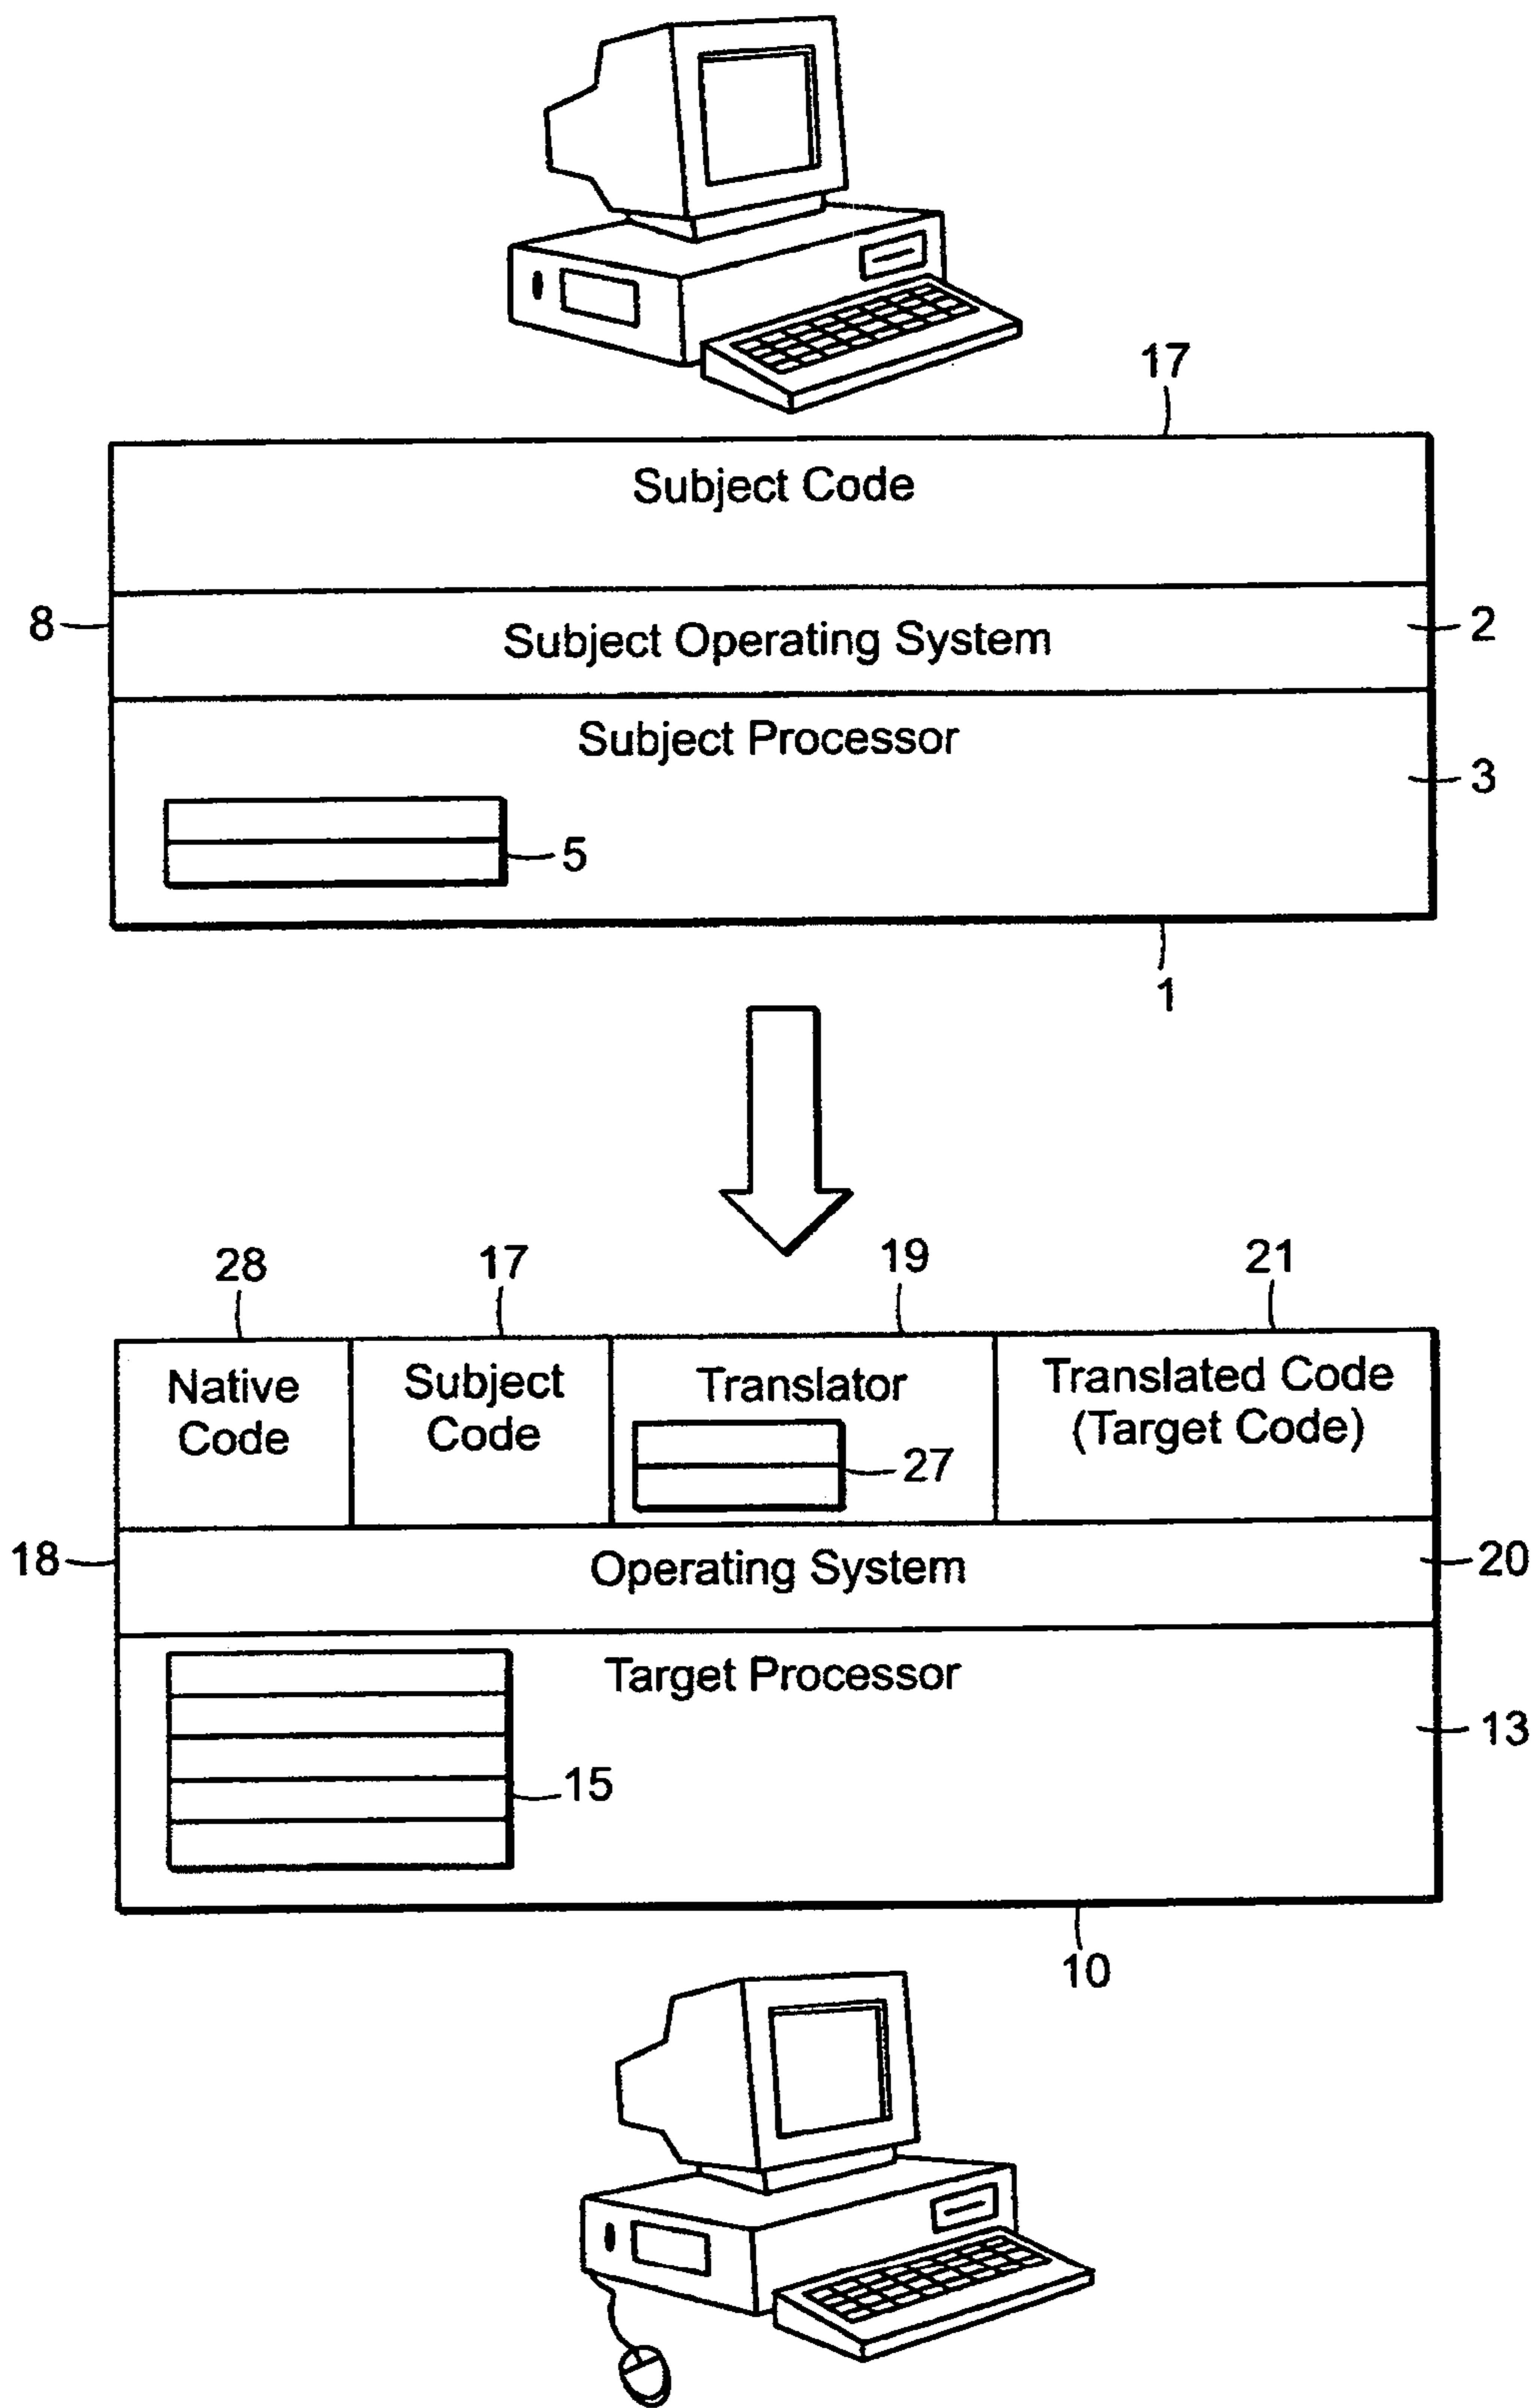 17
Subject Code
8
Subject Operating System
2
Subject Processor
3
5
1
28
17
19
21
Native
Code
Subject
Code
Translator
27
Translated Code
(Target Code)
18
Operating System
20
Target Processor
13
15
10